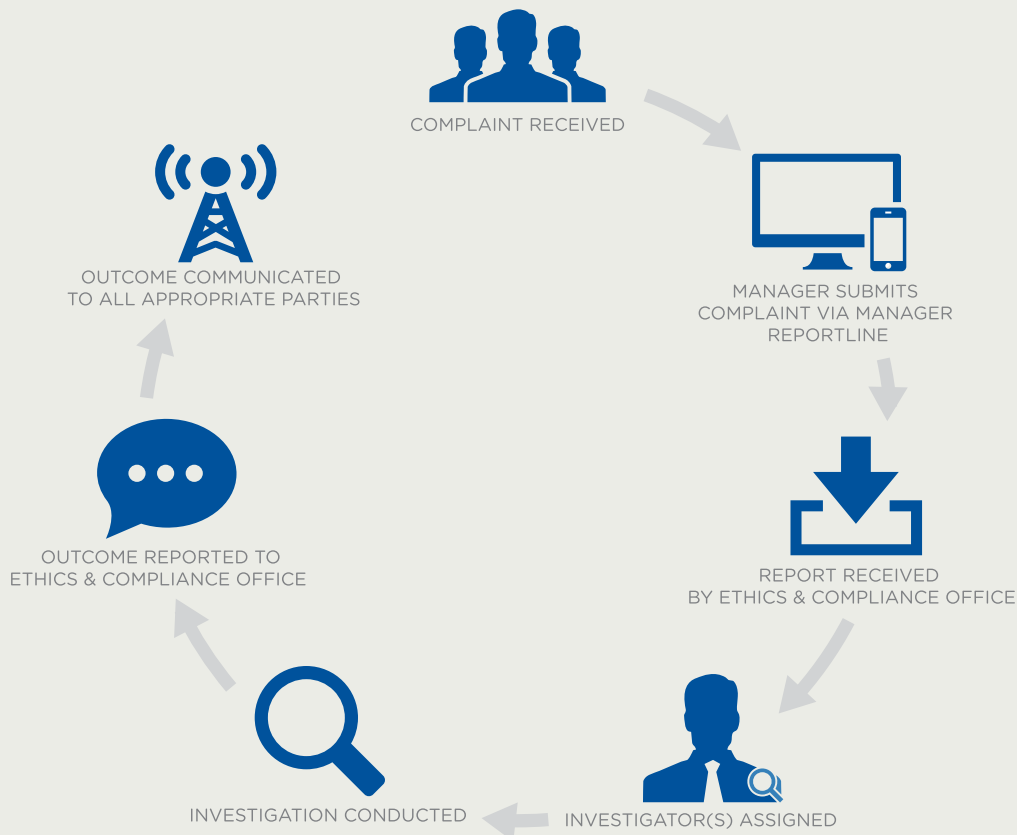 COMPLAINT RECEIVED
MANAGER SUBMITS
COMPLAINT VIA MANAGER
REPORTLINE
REPORT RECEIVED
BY ETHICS & COMPLIANCE OFFICE
INVESTIGATOR(S) ASSIGNED
INVESTIGATION CONDUCTED
OUTCOME REPORTED TO
ETHICS & COMPLIANCE OFFICE
OUTCOME COMMUNICATED
TO ALL APPROPRIATE PARTIES